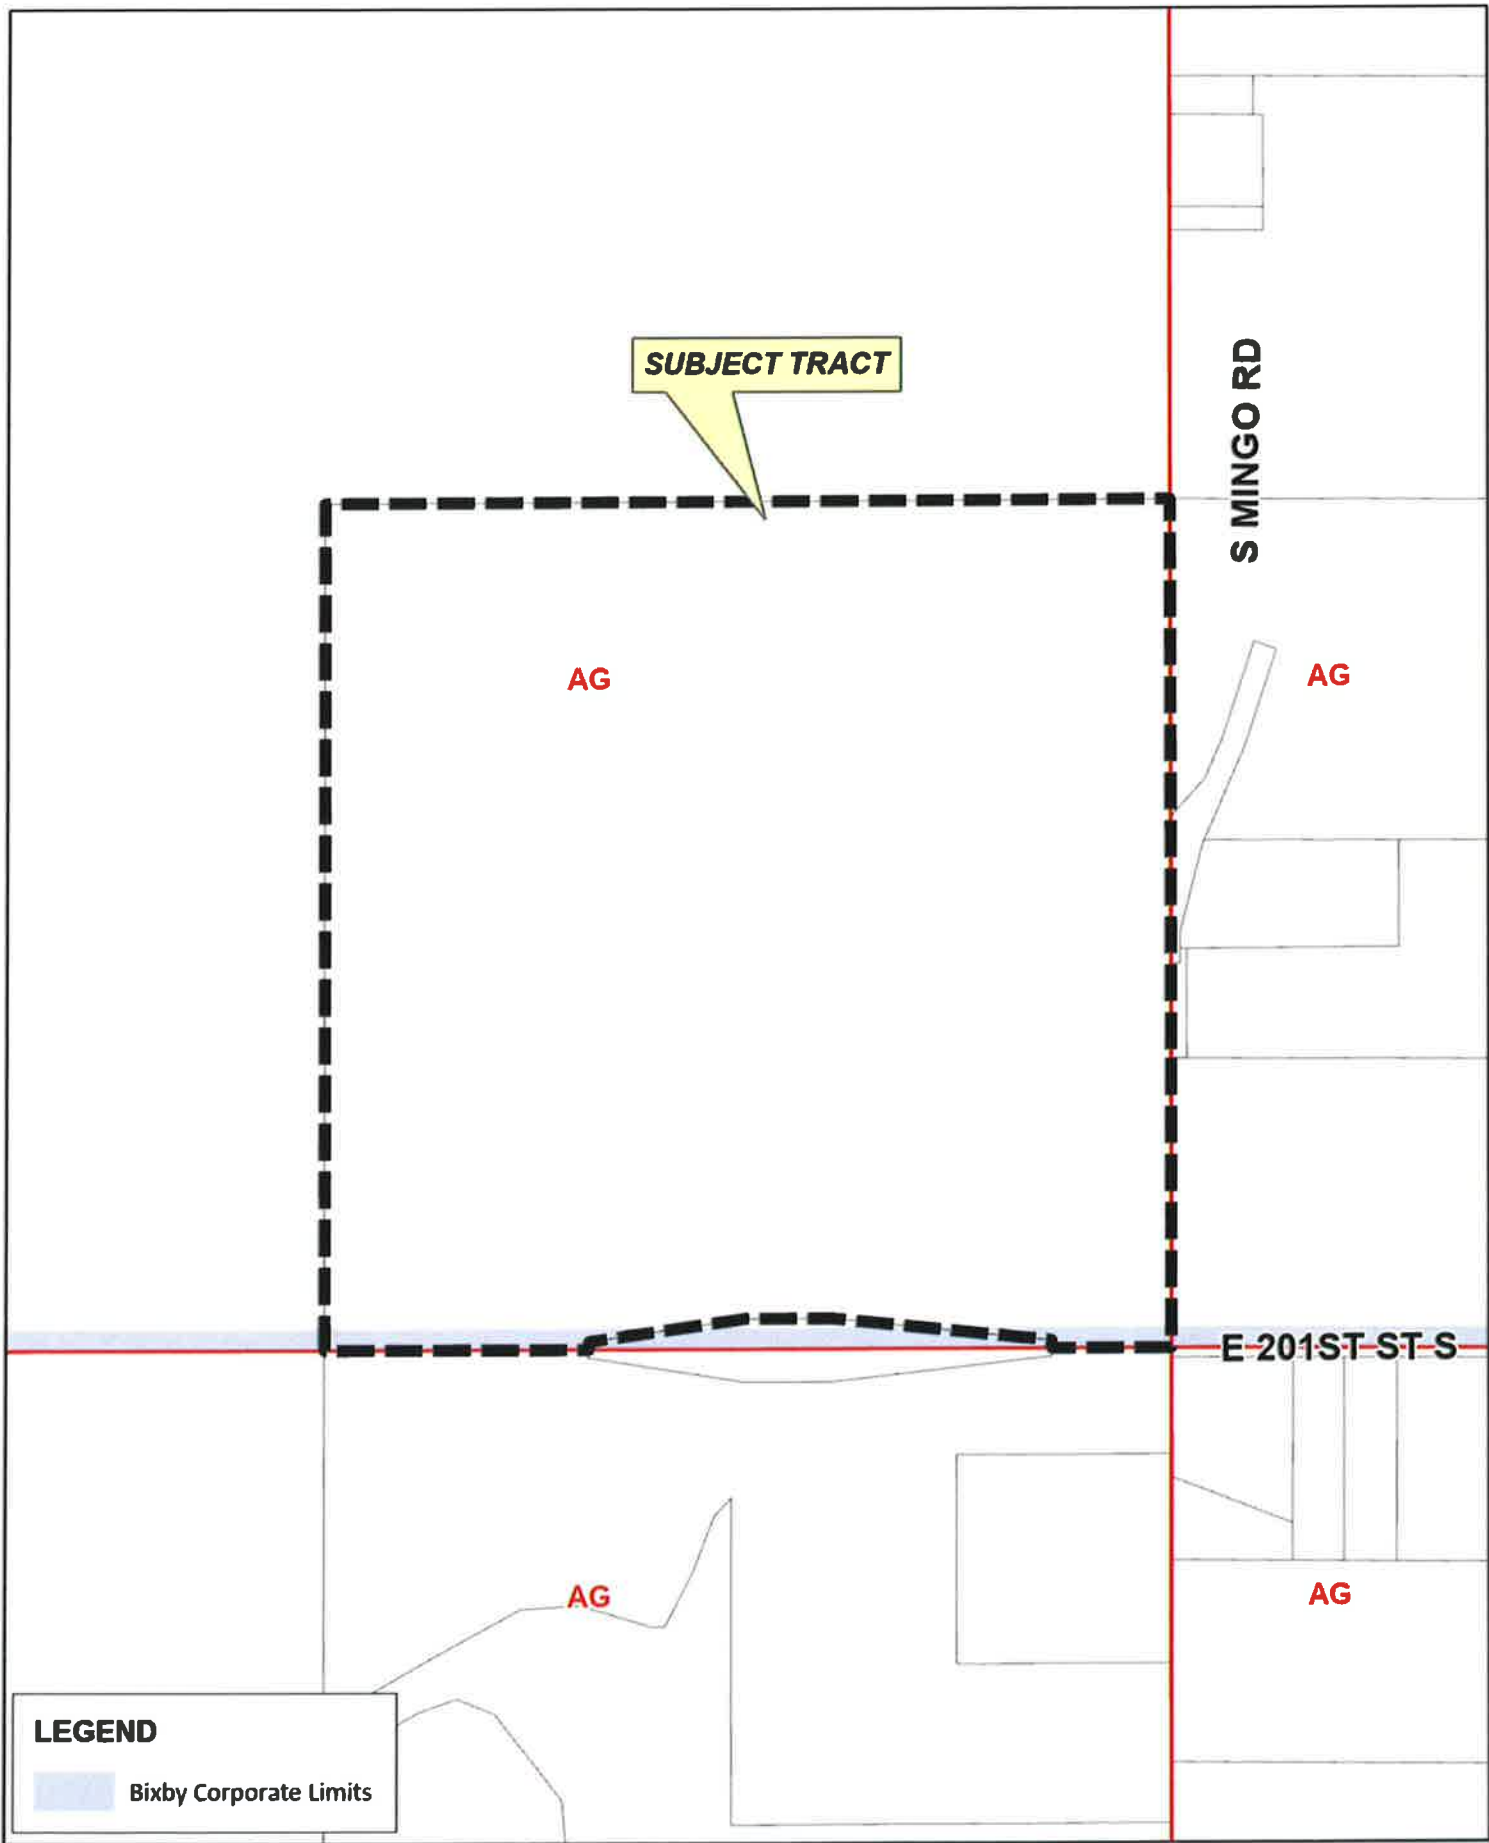 SUBJECT TRACT
S MINGO RD
AG
AG
E 201ST ST S
AG
AG
LEGEND
Bixby Corporate Limits